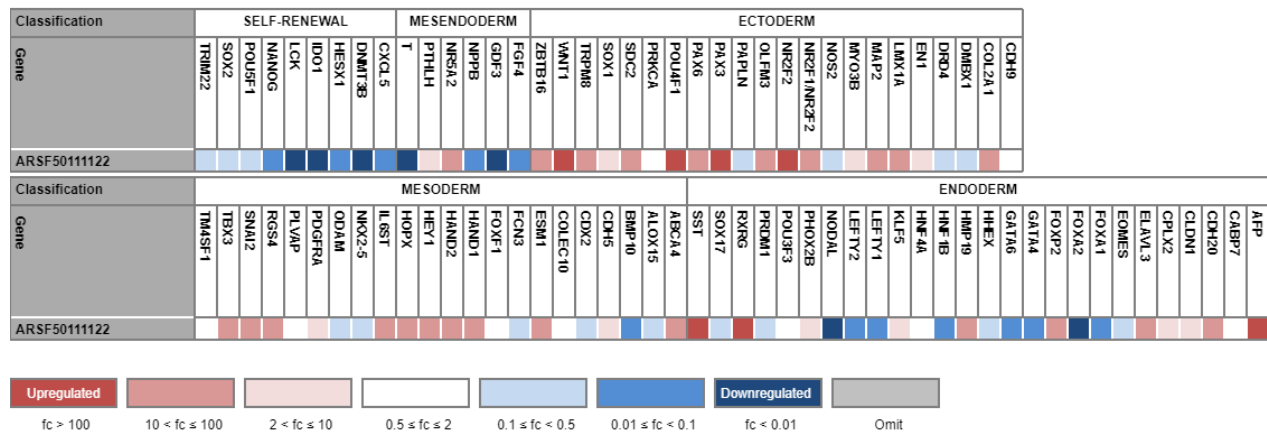 Classification SELF-RENEWAL MESENDODERM ECTODERM
Gene TRIM22 SOX2 POU5F1 NANOG LCK IDO1 HESX1 DNMT3B CXCL5 T PTHLH NR5A2 NPPB GDF3 FGF4 ZBTB16 WNT1 TRPM8 SOX1 SDC2 PRKCA POU4F1 PAX6 PAX3 PAPLN OLFM3 NR2F2 NR2F1/NR2F2 NOS2 MYO3B MAP2 LMX1A EN1 DRD4 DMBX1 COL2A1 CDH9
ARSF50111122
Classification MESODERM ENDODERM
Gene TM4SF1 TBX3 SNAI2 RGS4 PLVAP PDGFRA ODAM NKX2-5 IL6ST HOPX HEY1 HAND2 HAND1 FOXF1 FCN3 ESM1 COLEC10 CDX2 CDH5 BMP10 ALOX15 ABCA4 SST SOX17 RXRG PRDM1 POU3F3 PHOX2B NODAL LEFTY2 LEFTY1 KLF5 HNF4A HNF1B HMP19 HHEX GATA6 GATA4 FOXP2 FOXA2 FOXA1 EOMES ELAVL3 CPLX2 CLDN1 CDH20 CABP7 AFP
ARSF50111122
Upregulated Downregulated
fc > 100 10 < fc ≤ 100 2 < fc ≤ 10 0.5 ≤ fc ≤ 2 0.1 ≤ fc < 0.5 0.01 ≤ fc < 0.1 fc < 0.01 Omit